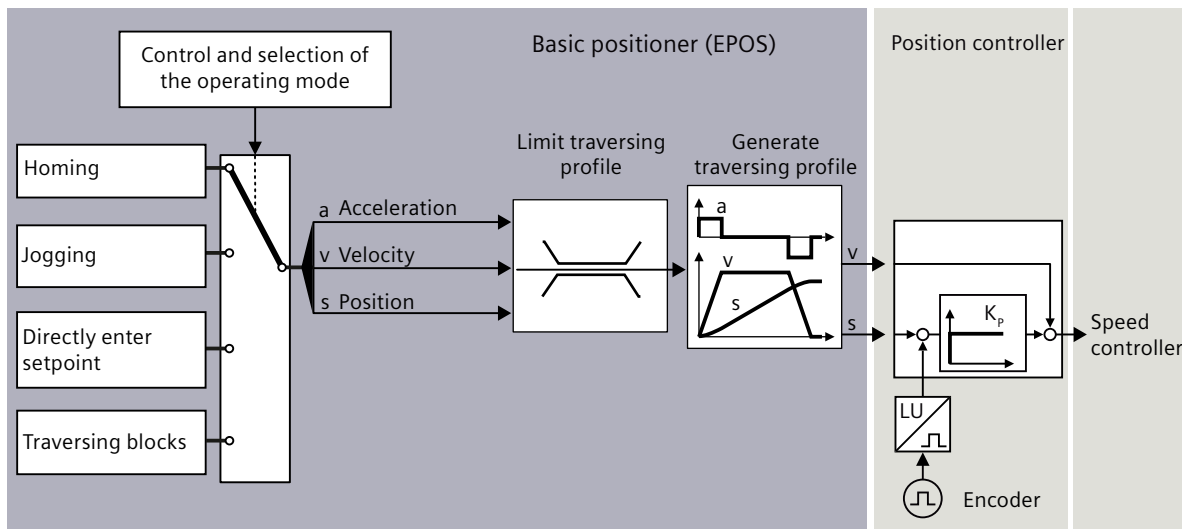 Basic positioner (EPOS)
Position controller
Control and selection of
the operating mode
Homing
Jogging
Directly enter
setpoint
Traversing blocks
a Acceleration
v Velocity
s Position
Limit traversing
profile
Generate
traversing profile
a
v
s
v
s
KP
LU
Encoder
Speed
controller